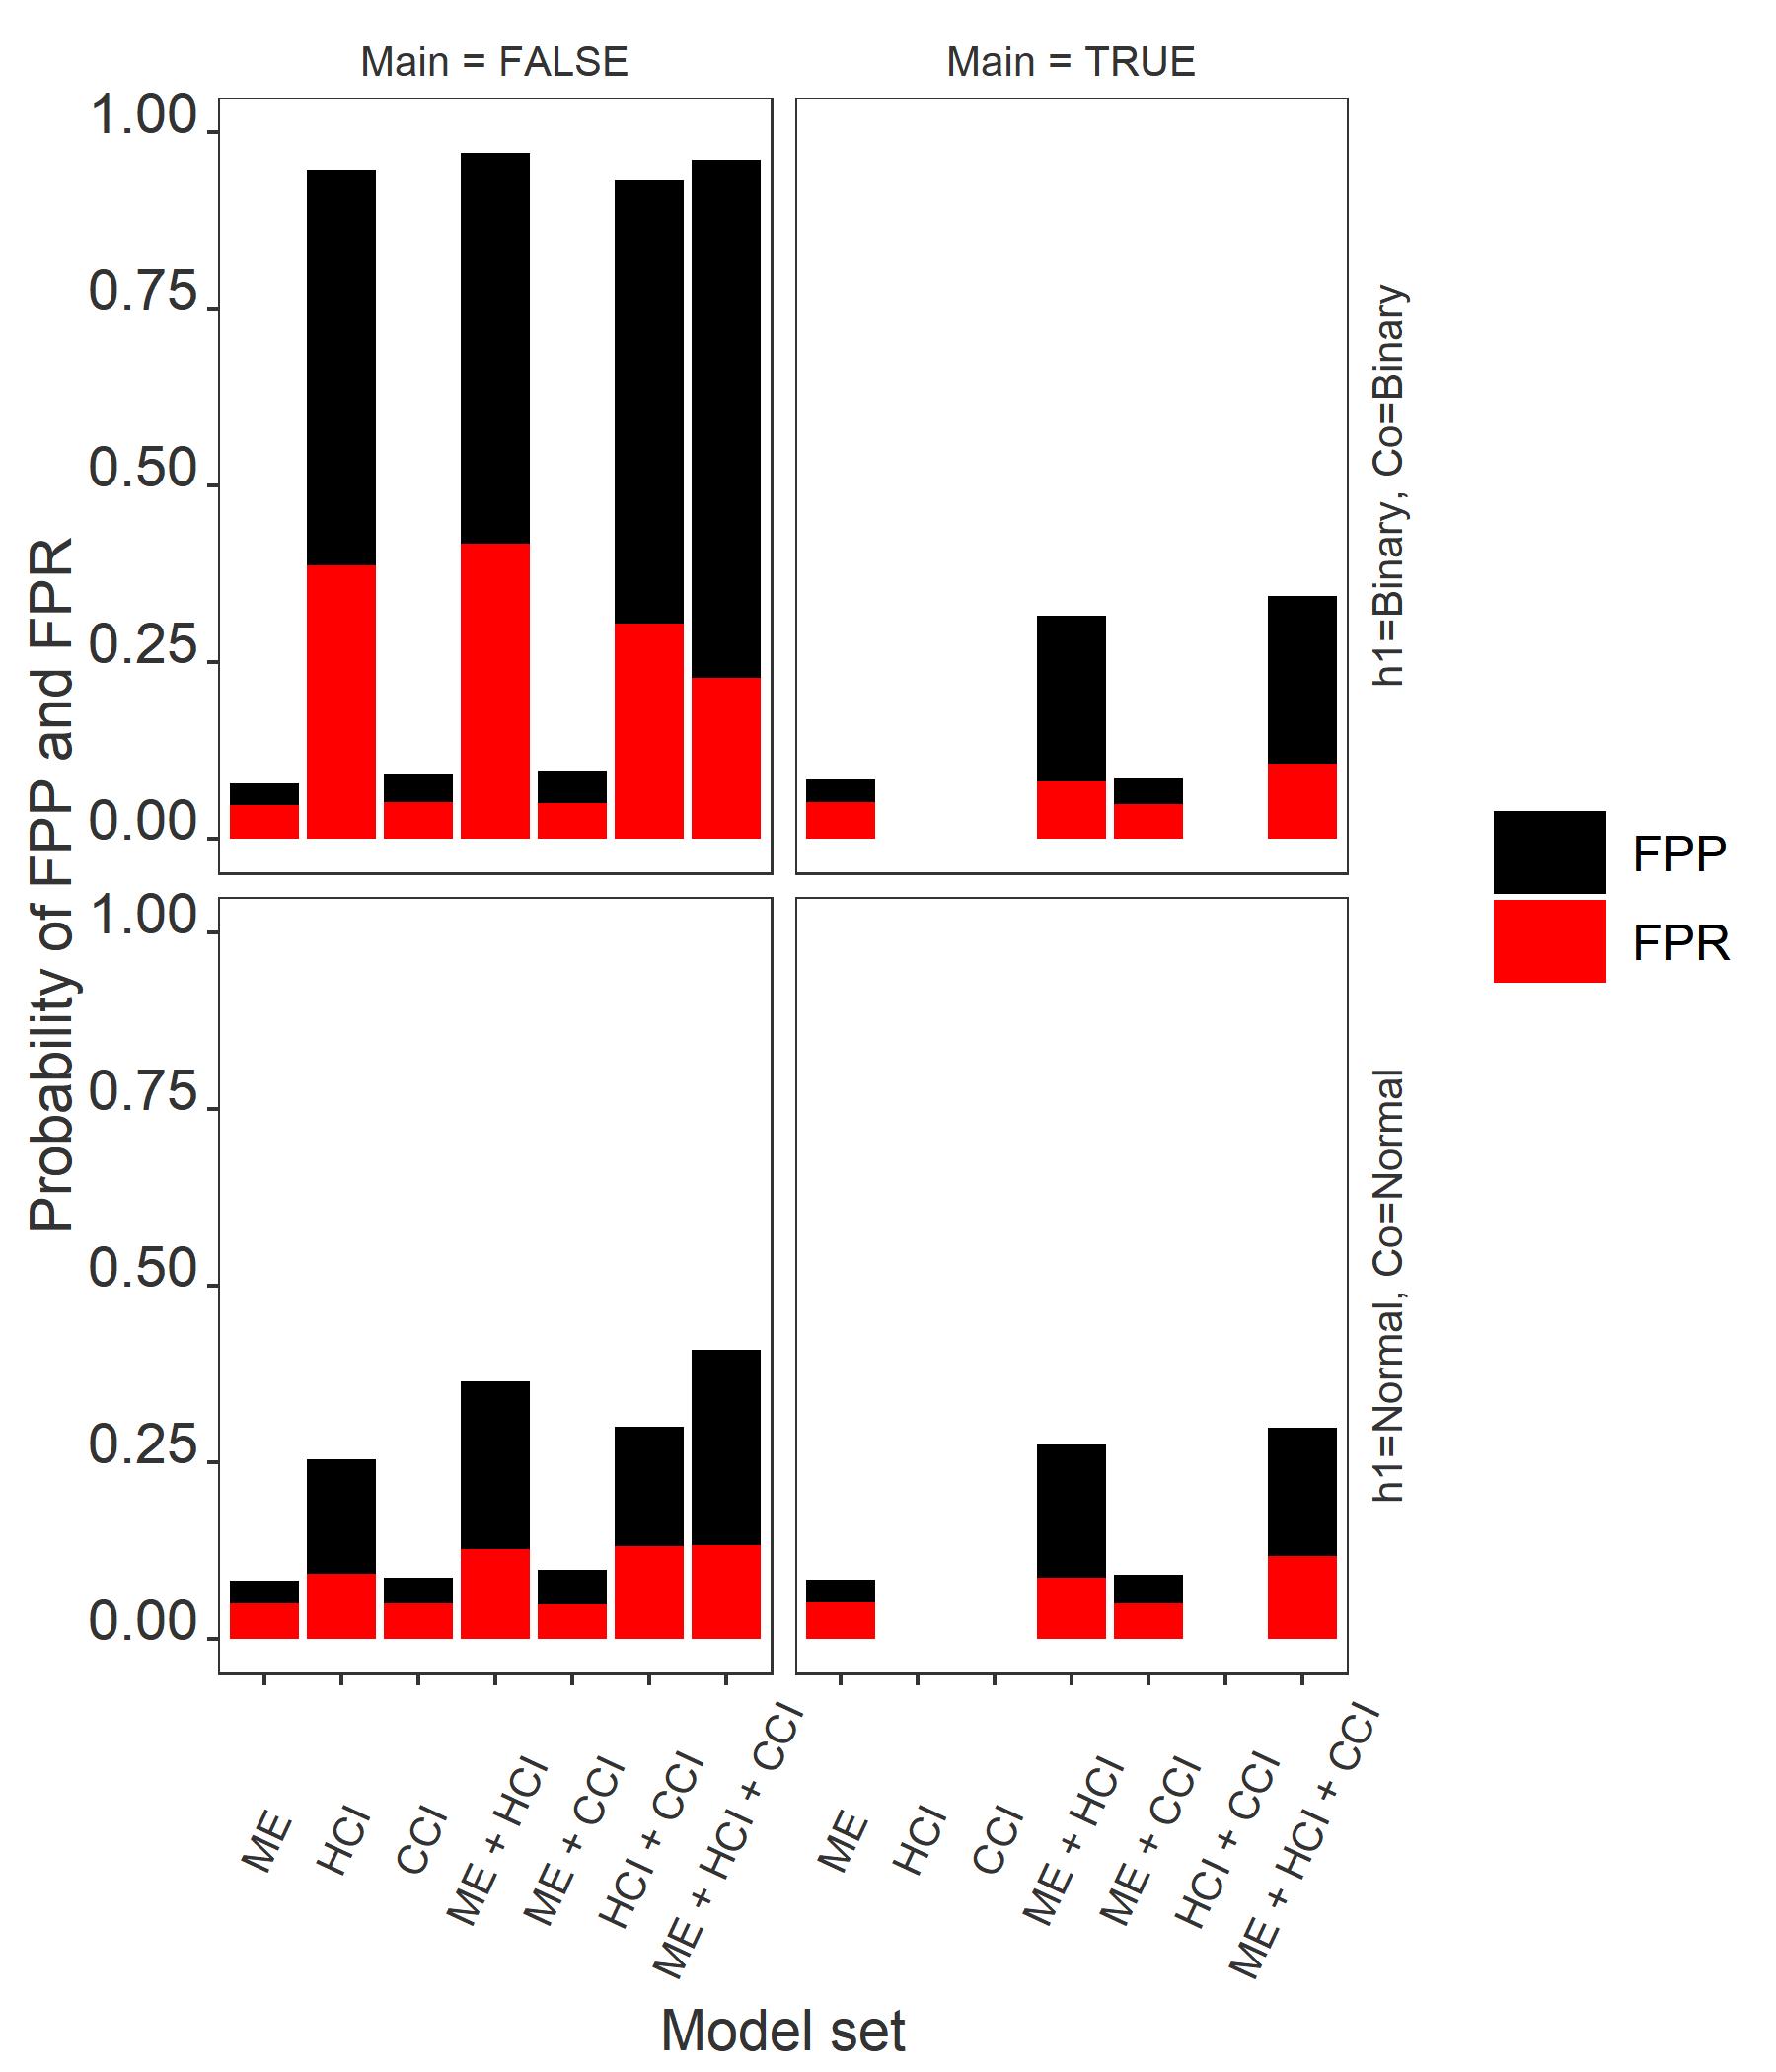 Main = FALSE
Main = TRUE
Probability of FPP and FPR
1.00
0.75
0.50
0.25
0.00
h1=Binary, Co=Binary
1.00
0.75
0.50
0.25
0.00
h1=Normal, Co=Normal
FPP
FPR
ME
HCI
CCI
ME + HCI
ME + CCI
HCI + CCI
ME + HCI + CCI
ME
HCI
CCI
ME + HCI
ME + CCI
HCI + CCI
ME + HCI + CCI
Model set